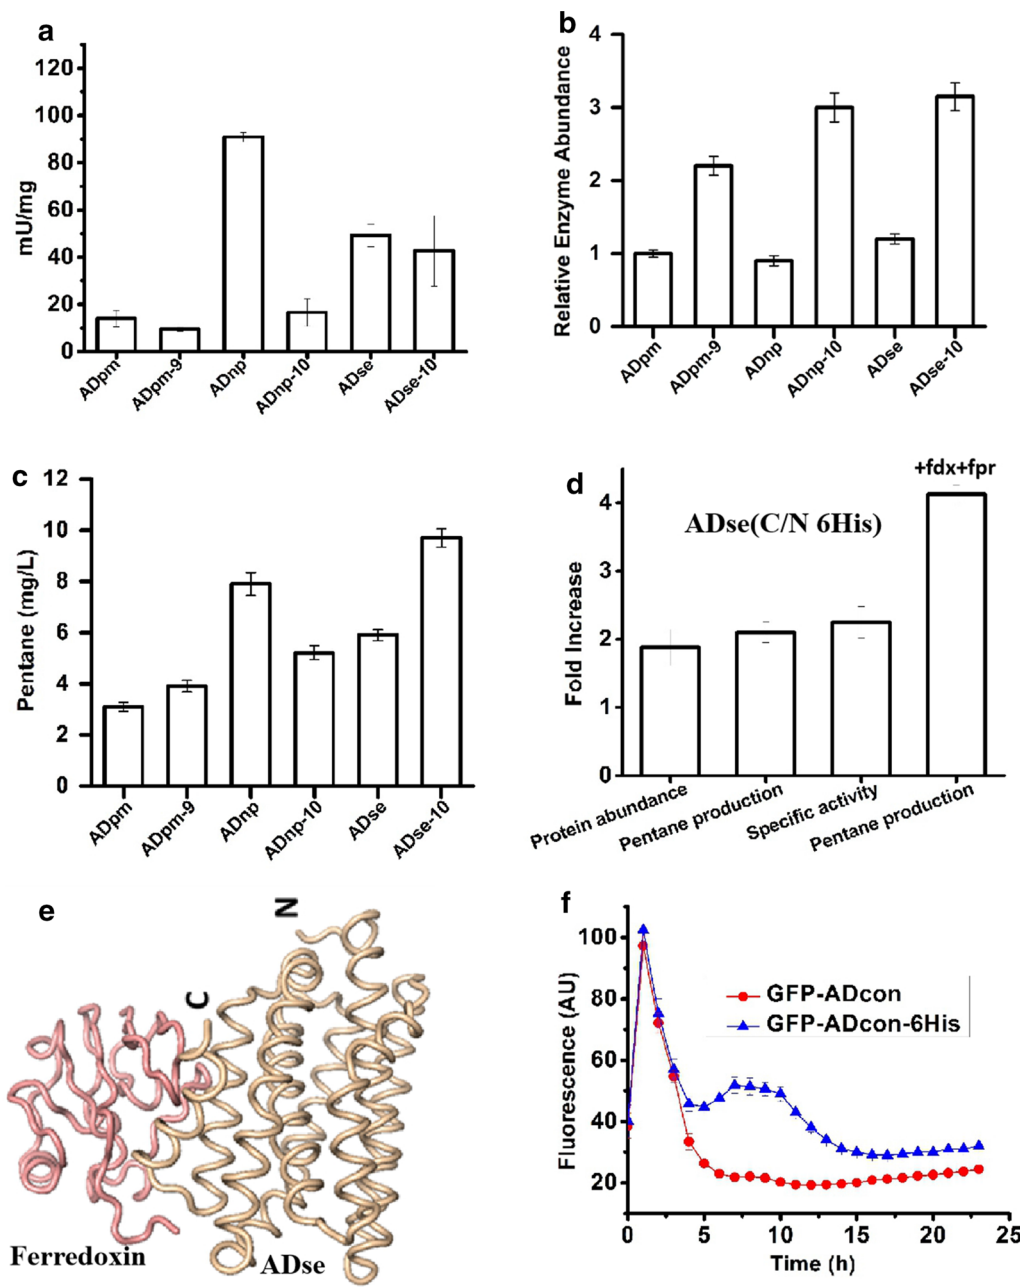 a
mU/mg
120
100
80
60
40
20
0
ADpm
ADpm-9
ADnp
ADnp-10
ADse
ADse-10
b
Relative Enzyme Abundance
4
3
2
1
0
ADpm
ADpm-9
ADnp
ADnp-10
ADse
ADse-10
c
Pentane (mg/L)
12
10
8
6
4
2
0
ADpm
ADpm-9
ADnp
ADnp-10
ADse
ADse-10
d
+fdx+fpr
ADse(C/N 6His)
Fold Increase
4
2
2
0
Protein abundance
Pentane production
Specific activity
Pentane production
e
N
C
Ferredoxin
ADse
f
Fluorescence (AU)
100
80
60
40
20
GFP-ADcon
GFP-ADcon-6His
0
5
10
15
20
25
Time (h)